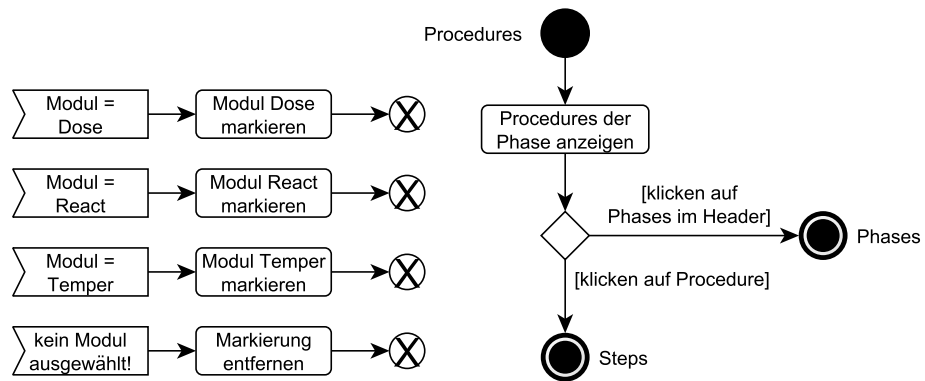 Procedures
Modul =
Dose
Modul Dose
markieren
X
Procedures der
Phase anzeigen
Modul =
React
Modul React
markieren
X
[klicken auf
Phases im Header]
Phases
Modul =
Temper
Modul Temper
markieren
X
[klicken auf Procedure]
kein Modul
ausgewählt!
Markierung
entfernen
X
Steps